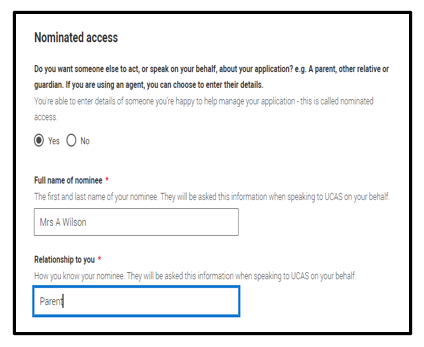 Nominated access
Do you want someone else to act, or speak on your behalf, about your application? e.g. A parent, other relative or
guardian. If you are using an agent, you can choose to enter their details.
You're able to enter details of someone you're happy to help manage your application - this is called nominated
access.
Yes No
Full name of nominee *
The first and last name of your nominee. They will be asked this information when speaking to UCAS on your behalf.
Mrs A Wilson
Relationship to you *
How you know your nominee. They will be asked this information when speaking to UCAS on your behalf.
Parent